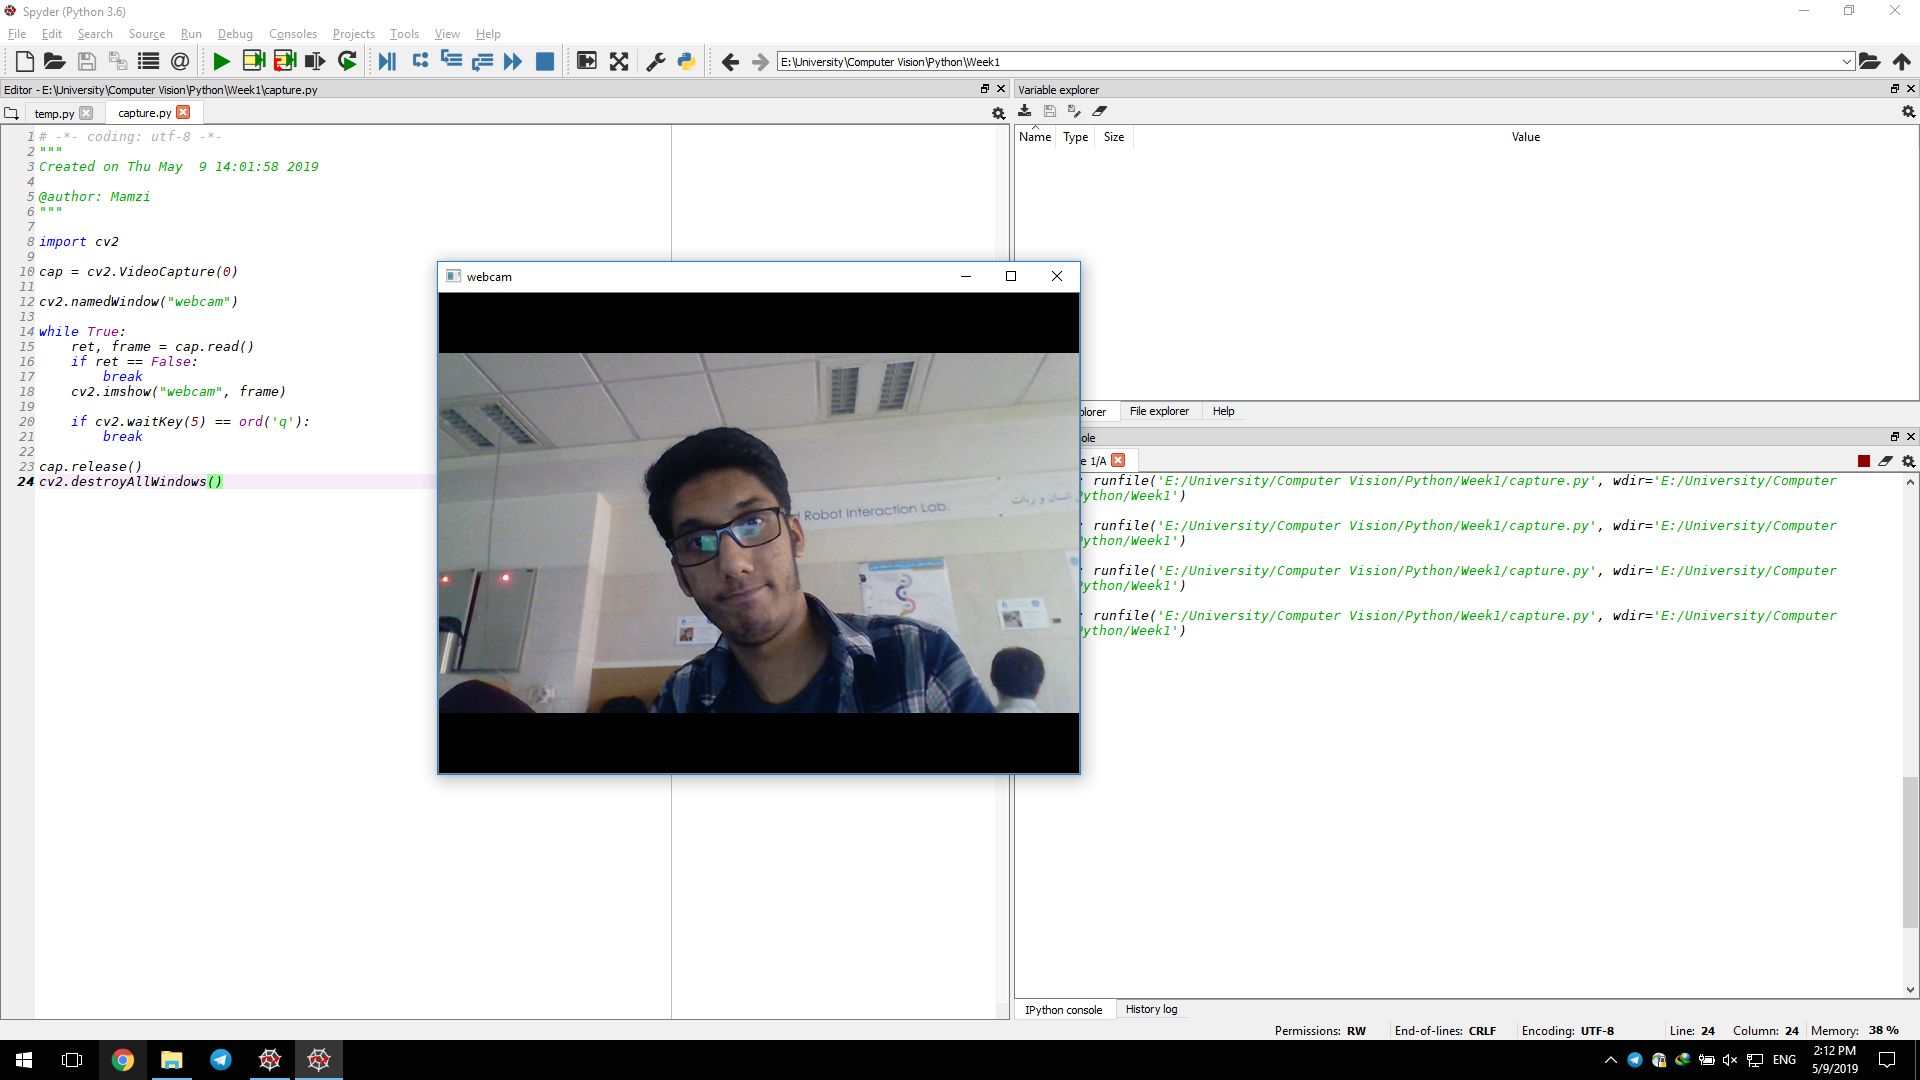 Spyder (Python 3.6)
File Edit Search Source Run Debug Consoles Projects Tools View Help
E:\University\Computer Vision\Python\Week1
Editor - E:\University\Computer Vision\Python\Week1\capture.py
temp.py capture.py
1 # -*- coding: utf-8 -*-
2 """
3 Created on Thu May  9 14:01:58 2019
4
5 @author: Mamzi
6 """
7
8 import cv2
9
10 cap = cv2.VideoCapture(0)
11
12 cv2.namedWindow("webcam")
13
14 while True:
15     ret, frame = cap.read()
16     if ret == False:
17         break
18     cv2.imshow("webcam", frame)
19
20     if cv2.waitKey(5) == ord('q'):
21         break
22
23 cap.release()
24 cv2.destroyAllWindows()
webcam
Robot Interaction Lab.
انسان و ربات
Variable explorer
Name Type Size Value
plorer File explorer Help
ole
e 1/A
: runfile('E:/University/Computer Vision/Python/Week1/capture.py', wdir='E:/University/Computer
Python/Week1')
: runfile('E:/University/Computer Vision/Python/Week1/capture.py', wdir='E:/University/Computer
Python/Week1')
: runfile('E:/University/Computer Vision/Python/Week1/capture.py', wdir='E:/University/Computer
Python/Week1')
: runfile('E:/University/Computer Vision/Python/Week1/capture.py', wdir='E:/University/Computer
Python/Week1')
IPython console History log
Permissions: RW End-of-lines: CRLF Encoding: UTF-8 Line: 24 Column: 24 Memory: 38 %
ENG
2:12 PM
5/9/2019